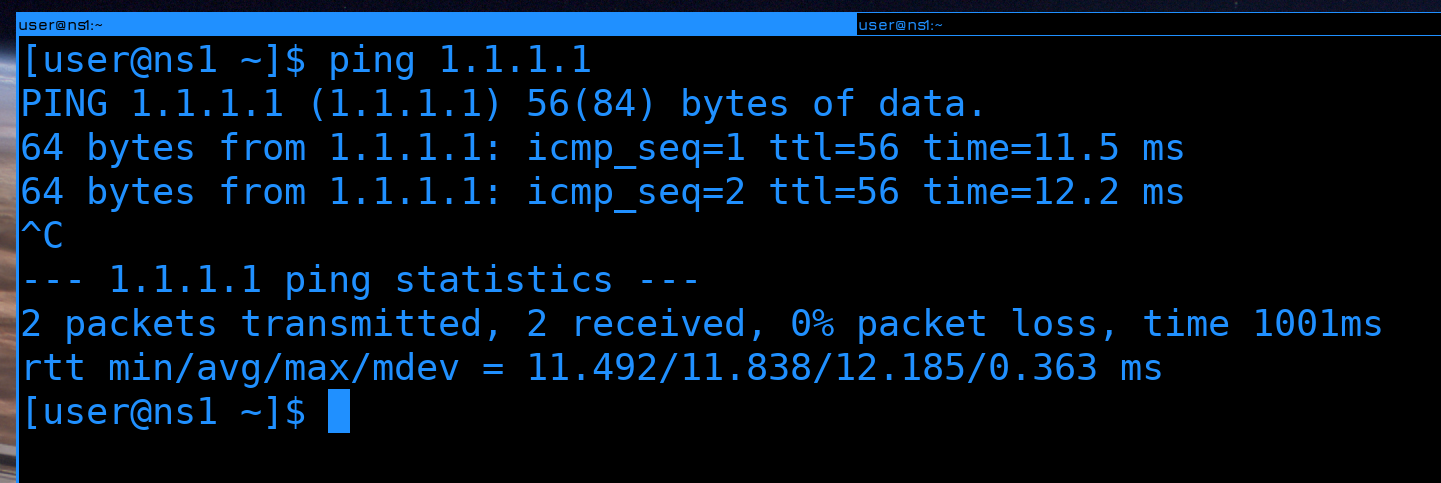 user@ns1:~ user@ns1:~
[user@ns1 ~]$ ping 1.1.1.1
PING 1.1.1.1 (1.1.1.1) 56(84) bytes of data.
64 bytes from 1.1.1.1: icmp_seq=1 ttl=56 time=11.5 ms
64 bytes from 1.1.1.1: icmp_seq=2 ttl=56 time=12.2 ms
^C
--- 1.1.1.1 ping statistics ---
2 packets transmitted, 2 received, 0% packet loss, time 1001ms
rtt min/avg/max/mdev = 11.492/11.838/12.185/0.363 ms
[user@ns1 ~]$